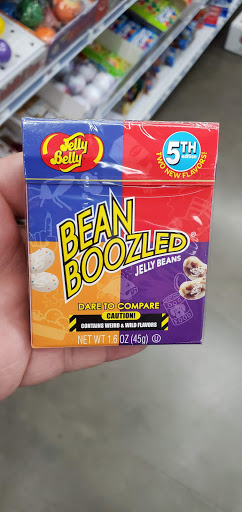 Jelly
Belly
5TH
edition
TWO NEW FLAVORS!
BEAN
BOOZLED®
JELLY BEANS
DARE TO COMPARE
CAUTION!
CONTAINS WEIRD & WILD FLAVORS
NET WT 1.6 OZ (45g) U